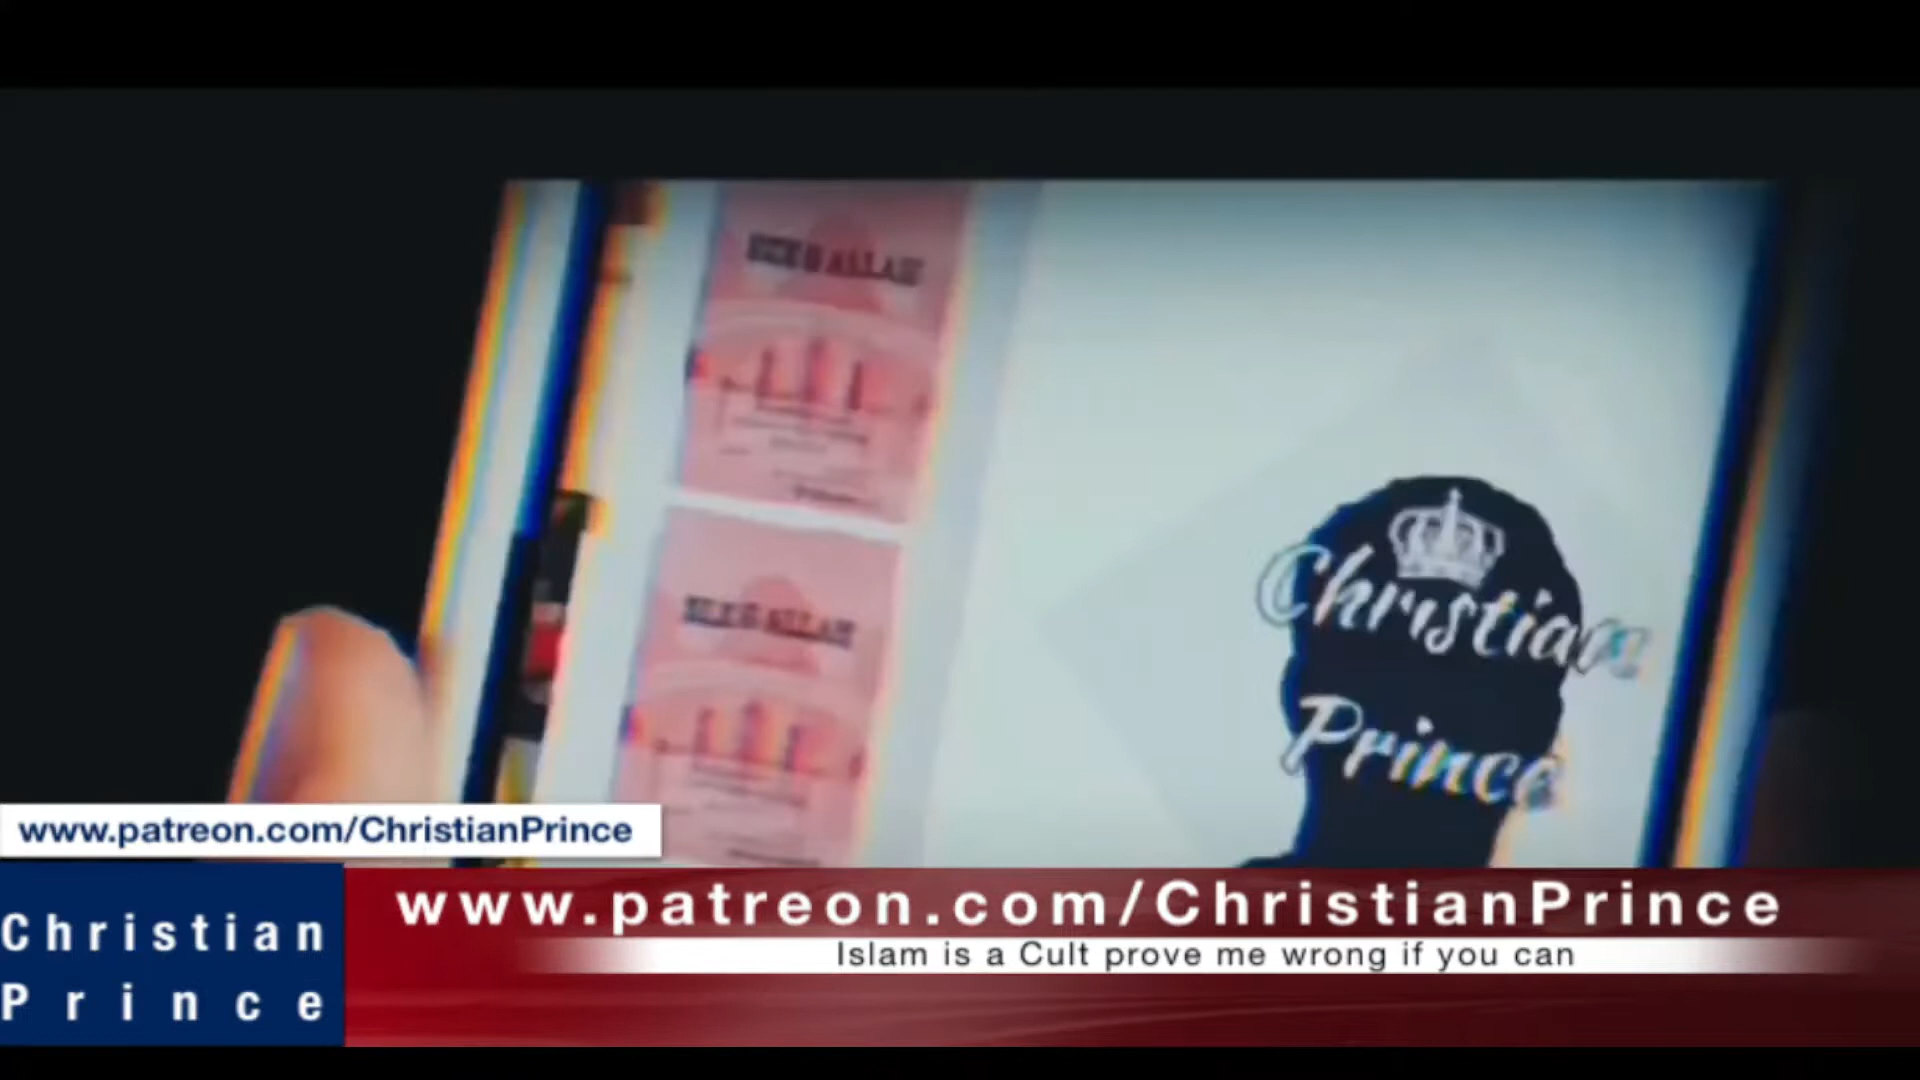 Christian
Prince
www.patreon.com/ChristianPrince
Christian
Prince
www.patreon.com/ChristianPrince
Islam is a Cult prove me wrong if you can